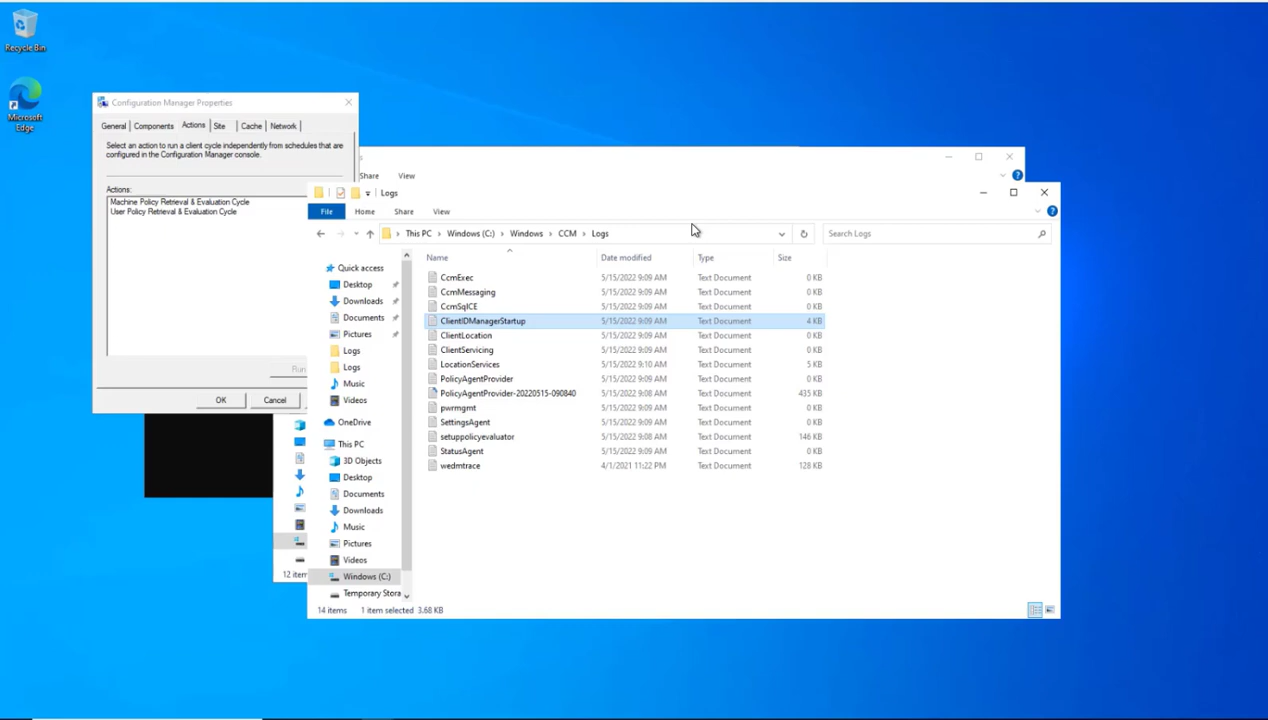 Recycle Bin
Microsoft
Edge
Configuration Manager Properties
General Components Actions Site Cache Network
Select an action to run a client cycle independently from schedules that are
configured in the Configuration Manager console.
Actions:
Machine Policy Retrieval & Evaluation Cycle
User Policy Retrieval & Evaluation Cycle
Run
OK Cancel
Share View
12 item
Logs
File Home Share View
This PC Windows (C:) Windows CCM Logs Search Logs
Name Date modified Type Size
Quick access
Desktop
Downloads
Documents
Pictures
Logs
Logs
Music
Videos
OneDrive
This PC
3D Objects
Desktop
Documents
Downloads
Music
Pictures
Videos
Windows (C:)
Temporary Stora
CcmExec 5/15/2022 9:09 AM Text Document 0 KB
CcmMessaging 5/15/2022 9:09 AM Text Document 0 KB
CcmSqlCE 5/15/2022 9:09 AM Text Document 0 KB
ClientIDManagerStartup 5/15/2022 9:09 AM Text Document 4 KB
ClientLocation 5/15/2022 9:09 AM Text Document 0 KB
ClientServicing 5/15/2022 9:09 AM Text Document 0 KB
LocationServices 5/15/2022 9:10 AM Text Document 5 KB
PolicyAgentProvider 5/15/2022 9:09 AM Text Document 0 KB
PolicyAgentProvider-20220515-090840 5/15/2022 9:08 AM Text Document 435 KB
pwrmgmt 5/15/2022 9:09 AM Text Document 0 KB
SettingsAgent 5/15/2022 9:09 AM Text Document 0 KB
setuppolicyevaluator 5/15/2022 9:08 AM Text Document 146 KB
StatusAgent 5/15/2022 9:09 AM Text Document 0 KB
wedmtrace 4/1/2021 11:22 PM Text Document 128 KB
14 items 1 item selected 3.68 KB